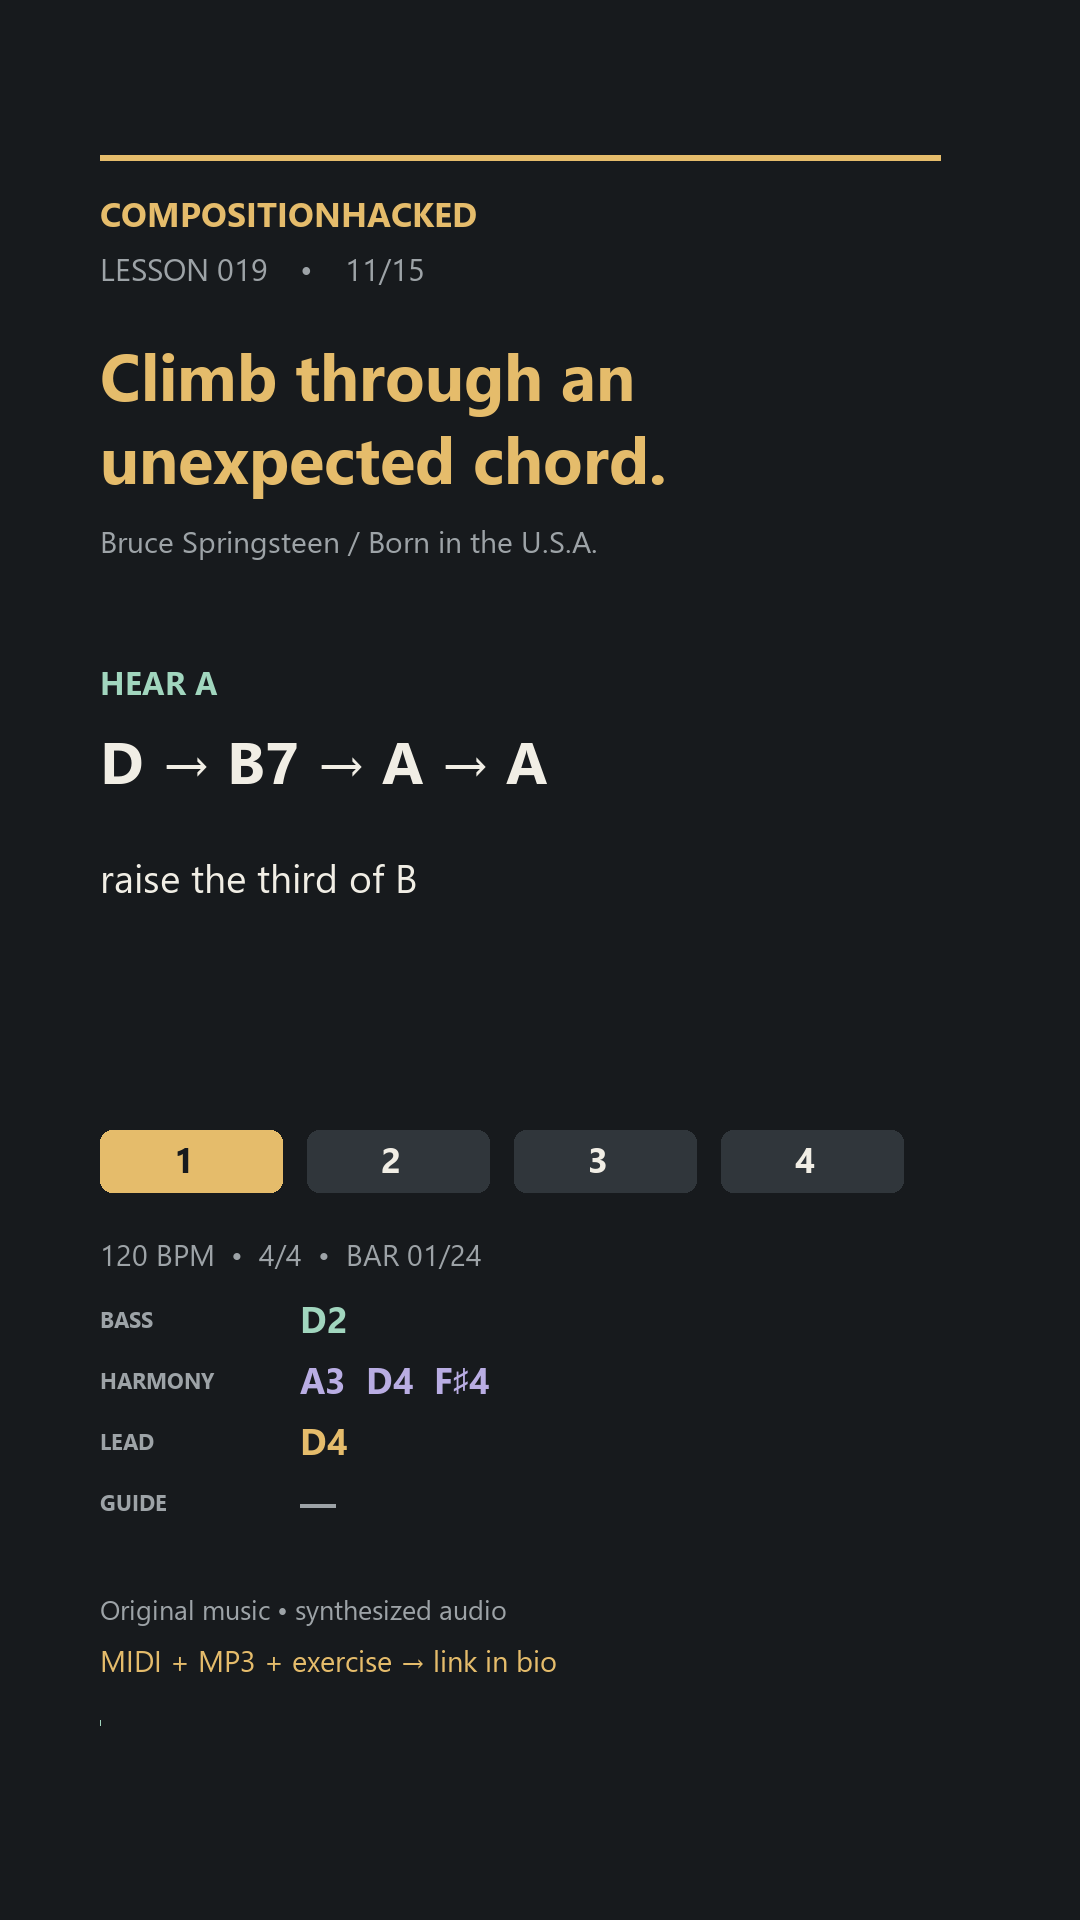 COMPOSITIONHACKED
LESSON 019 • 11/15
Climb through an
unexpected chord.
Bruce Springsteen / Born in the U.S.A.
HEAR A
D → B7 → A → A
raise the third of B
1 2 3 4
120 BPM • 4/4 • BAR 01/24
BASS D2
HARMONY A3 D4 F♯4
LEAD D4
GUIDE —
Original music • synthesized audio
MIDI + MP3 + exercise → link in bio